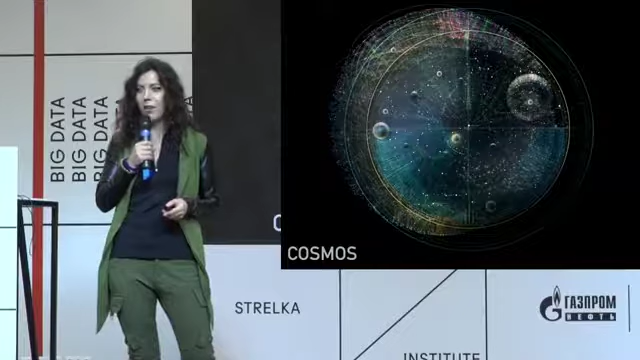 BIG DATA
BIG DATA
BIG DATA
COSMOS
STRELKA
INSTITUTE
ГАЗПРОМ
НЕФТЬ